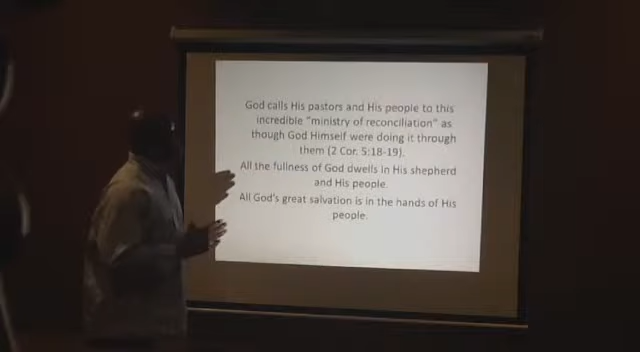 God calls His pastors and His people to this
incredible "ministry of reconciliation" as
though God Himself were doing it through
them (2 Cor. 5:18-19).
All the fullness of God dwells in His shepherd
and His people.
All God's great salvation is in the hands of His
people.